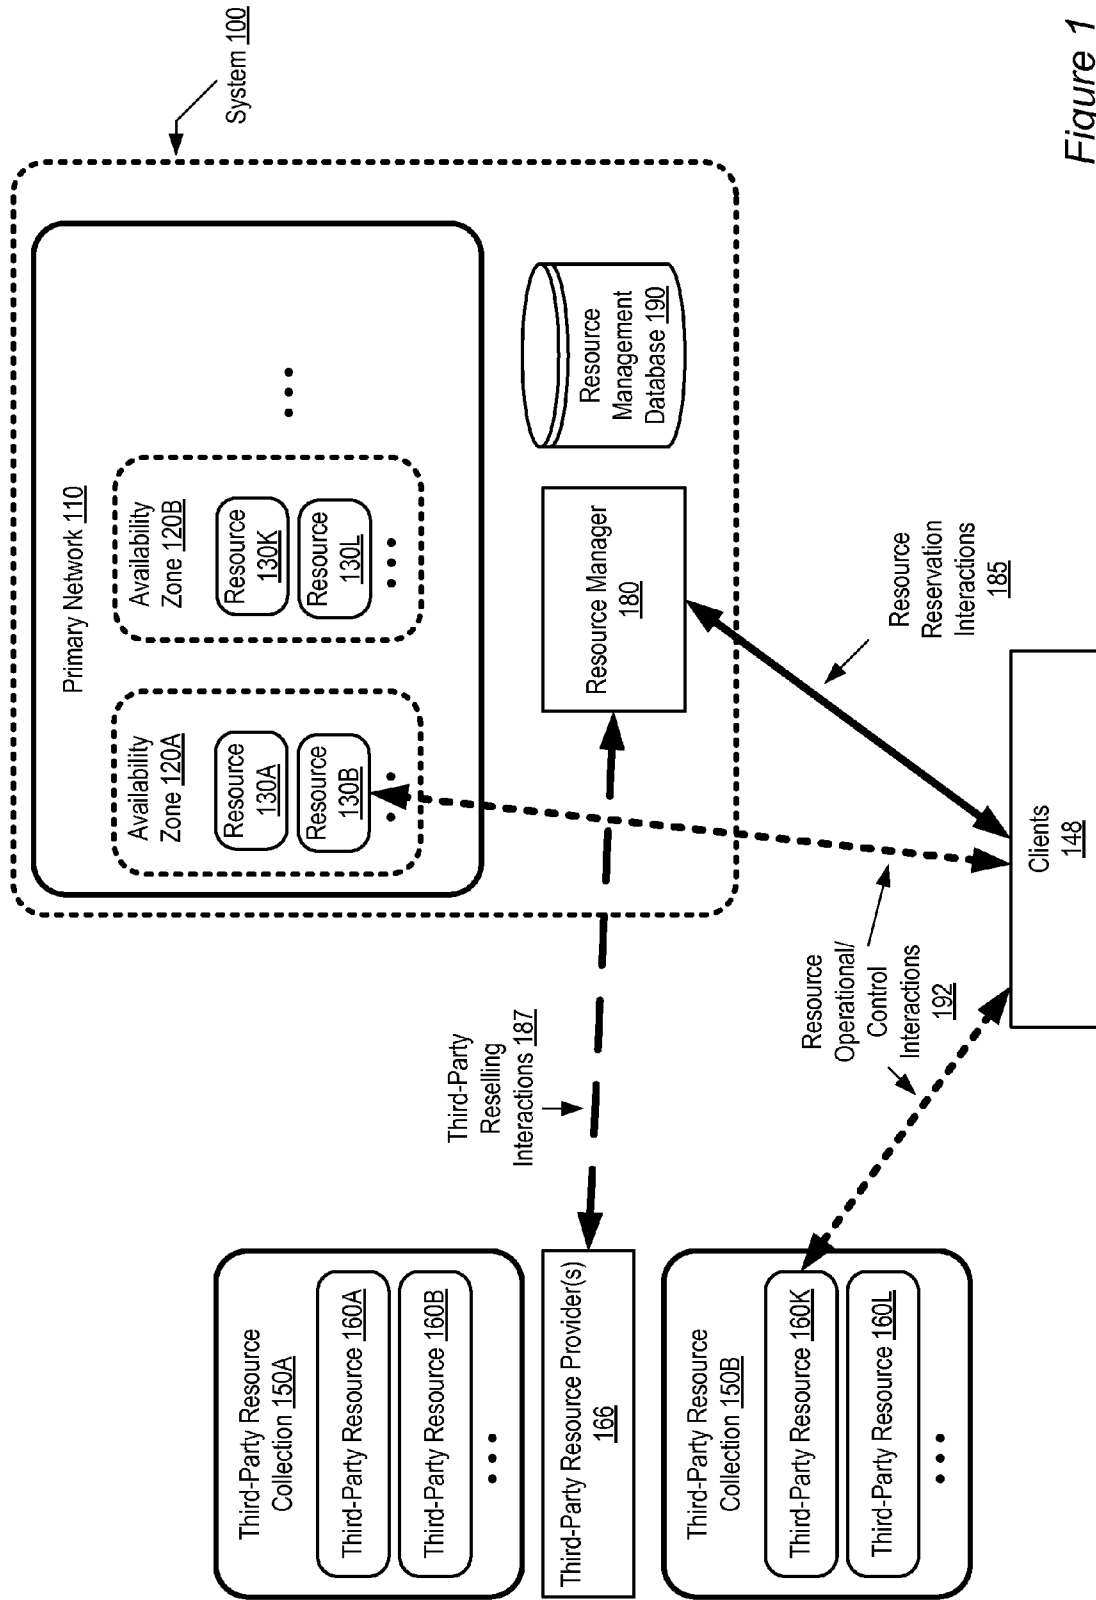 System 100
Primary Network 110
Availability
Zone 120A
Resource
130A
Resource
130B
Availability
Zone 120B
Resource
130K
Resource
130L
Resource Manager
180
Resource
Management
Database 190
Third-Party Resource
Collection 150A
Third-Party Resource 160A
Third-Party Resource 160B
Third-Party Resource Provider(s)
166
Third-Party Resource
Collection 150B
Third-Party Resource 160K
Third-Party Resource 160L
Third-Party
Reselling
Interactions 187
Resource
Operational/
Control
Interactions
192
Resource
Reservation
Interactions
185
Clients
148
Figure 1